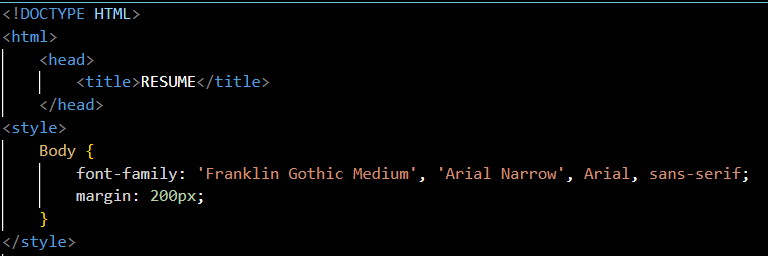 <!DOCTYPE HTML>
<html>
<head>
<title>RESUME</title>
</head>
<style>
Body {
font-family: 'Franklin Gothic Medium', 'Arial Narrow', Arial, sans-serif;
margin: 200px;
}
</style>